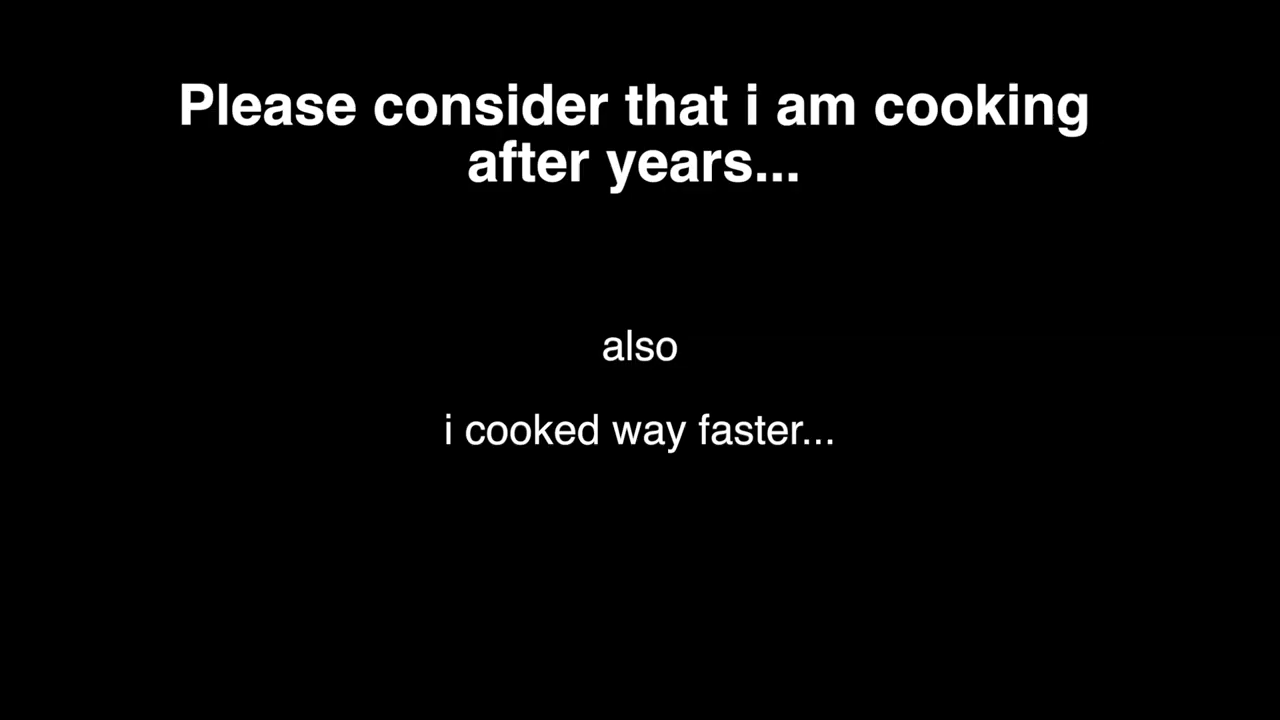 Please consider that i am cooking
after years...
also
i cooked way faster...